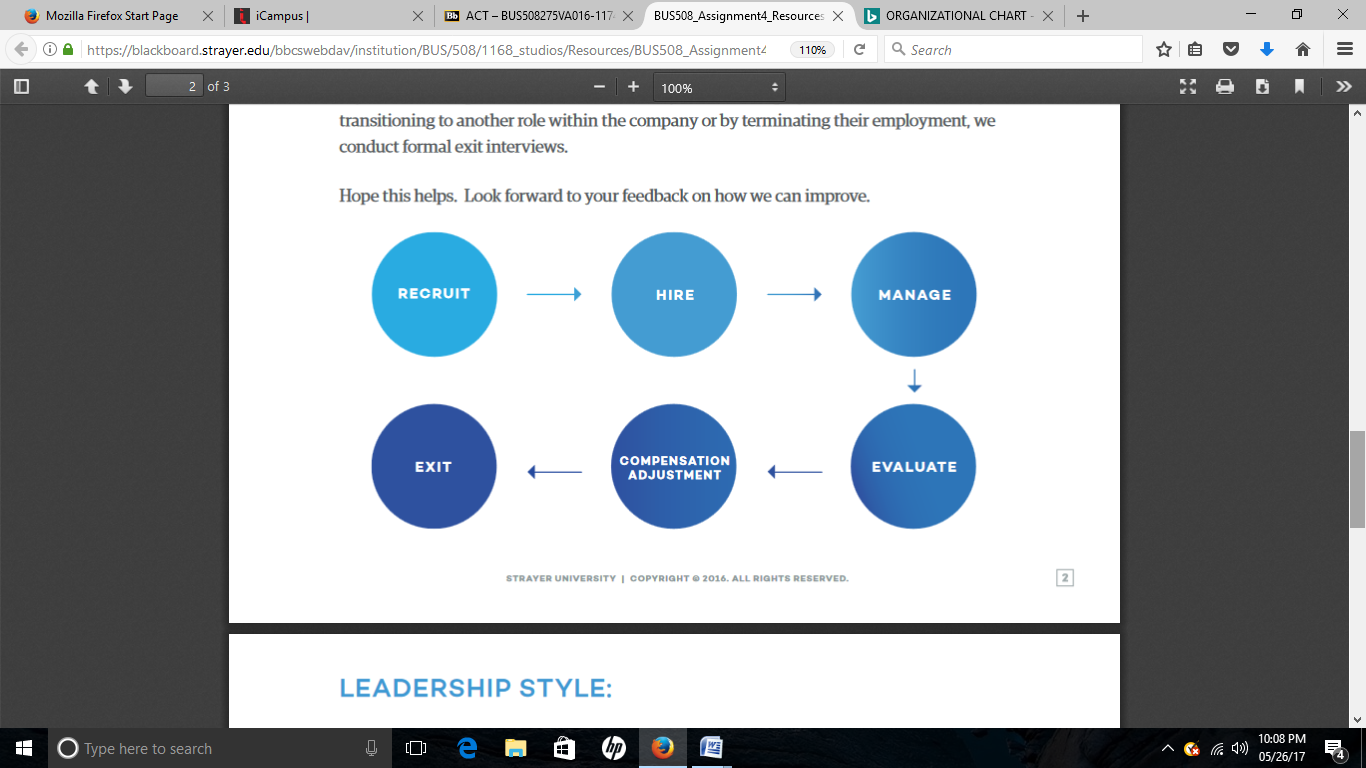 Mozilla Firefox Start Page
iCampus |
Bb ACT – BUS508275VA016-117
BUS508_Assignment4_Resources
ORGANIZATIONAL CHART -
https://blackboard.strayer.edu/bbcswebdav/institution/BUS/508/1168_studios/Resources/BUS508_Assignment4
110%
Search
2 of 3
100%
transitioning to another role within the company or by terminating their employment, we
conduct formal exit interviews.
Hope this helps. Look forward to your feedback on how we can improve.
RECRUIT
HIRE
MANAGE
EXIT
COMPENSATION
ADJUSTMENT
EVALUATE
STRAYER UNIVERSITY | COPYRIGHT © 2016. ALL RIGHTS RESERVED.
2
LEADERSHIP STYLE:
Type here to search
hp
W
10:08 PM
05/26/17
4